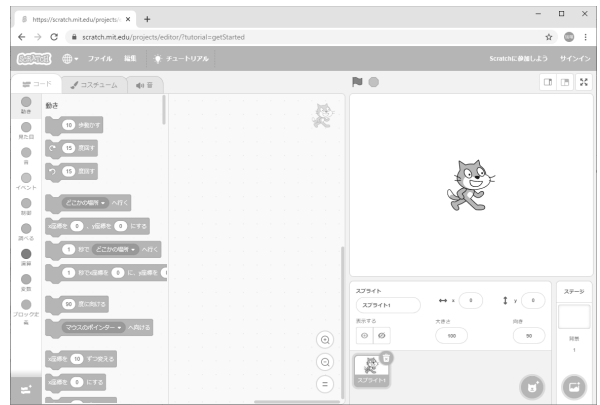 https://scratch.mit.edu/projects/e
scratch.mit.edu/projects/editor/?tutorial=getStarted
SCRATCH
ファイル
編集
チュートリアル
Scratchに参加しよう
サインイン
コード
コスチューム
音
動き
見た目
音
イベント
制御
調べる
演算
変数
ブロック定
義
動き
10 歩動かす
15 度回す
15 度回す
どこかの場所 へ行く
x座標を 0 、y座標を 0 にする
1 秒で どこかの場所 へ行く
1 秒でx座標を 0 に、y座標を
90 度に向ける
マウスのポインター へ向ける
x座標を 10 ずつ変える
x座標を 0 にする
スプライト
スプライト1
x 0
y 0
表示する
大きさ
100
向き
90
スプライト1
ステージ
背景
1